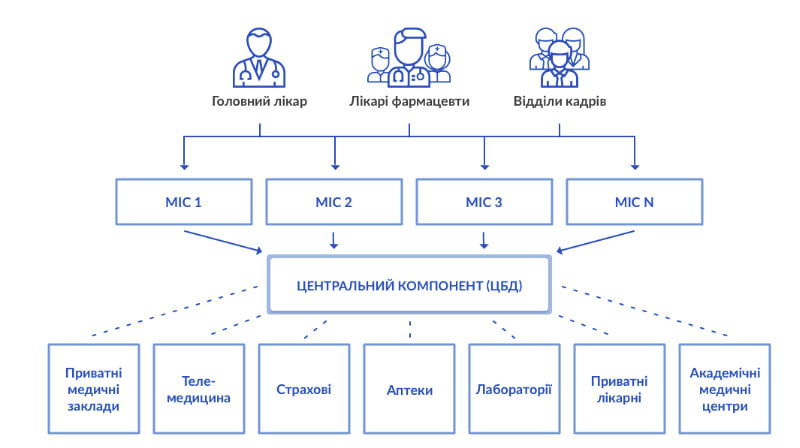 Головний лікар
Лікарі фармацевти
Відділи кадрів
МІС 1
МІС 2
МІС 3
МІС N
ЦЕНТРАЛЬНИЙ КОМПОНЕНТ (ЦБД)
Приватні
медичні
заклади
Теле-
медицина
Страхові
Аптеки
Лабораторії
Приватні
лікарні
Академічні
медичні
центри